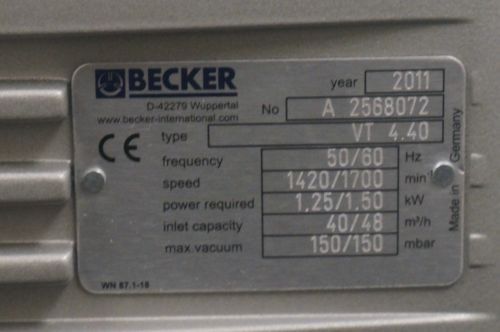 BECKER
year 2011
D-42279 Wuppertal
www.becker-international.com
No A 2568072
CE type VT 4.40
frequency 50/60 Hz
speed 1420/1700 min
power required 1,25/1.50 kW
inlet capacity 40/48 m³/h
max.vacuum 150/150 mbar
Made in Germany
WN 87.1-18